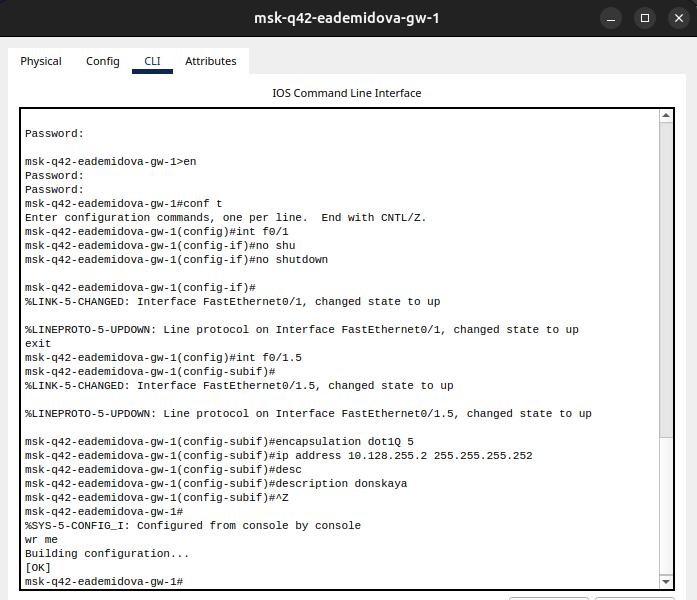 msk-q42-eademidova-gw-1
Physical Config CLI Attributes
IOS Command Line Interface
Password:
msk-q42-eademidova-gw-1>en
Password:
Password:
msk-q42-eademidova-gw-1#conf t
Enter configuration commands, one per line.  End with CNTL/Z.
msk-q42-eademidova-gw-1(config)#int f0/1
msk-q42-eademidova-gw-1(config-if)#no shu
msk-q42-eademidova-gw-1(config-if)#no shutdown
msk-q42-eademidova-gw-1(config-if)#
%LINK-5-CHANGED: Interface FastEthernet0/1, changed state to up
%LINEPROTO-5-UPDOWN: Line protocol on Interface FastEthernet0/1, changed state to up
exit
msk-q42-eademidova-gw-1(config)#int f0/1.5
msk-q42-eademidova-gw-1(config-subif)#
%LINK-5-CHANGED: Interface FastEthernet0/1.5, changed state to up
%LINEPROTO-5-UPDOWN: Line protocol on Interface FastEthernet0/1.5, changed state to up
msk-q42-eademidova-gw-1(config-subif)#encapsulation dot1Q 5
msk-q42-eademidova-gw-1(config-subif)#ip address 10.128.255.2 255.255.255.252
msk-q42-eademidova-gw-1(config-subif)#desc
msk-q42-eademidova-gw-1(config-subif)#description donskaya
msk-q42-eademidova-gw-1(config-subif)#^Z
msk-q42-eademidova-gw-1#
%SYS-5-CONFIG_I: Configured from console by console
wr me
Building configuration...
[OK]
msk-q42-eademidova-gw-1#